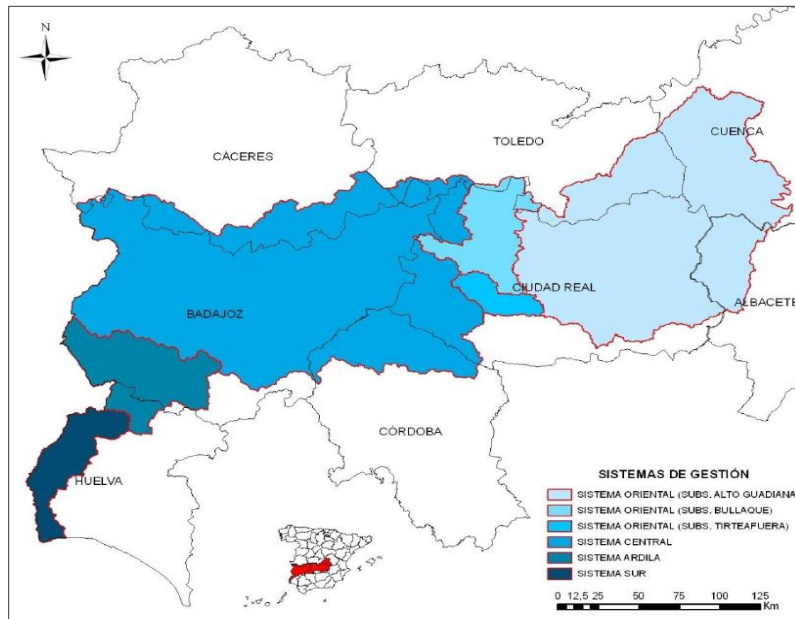 N
CÁCERES
TOLEDO
CUENCA
BADAJOZ
CIUDAD REAL
ALBACETE
CÓRDOBA
HUELVA
SISTEMAS DE GESTIÓN
SISTEMA ORIENTAL (SUBS. ALTO GUADIANA)
SISTEMA ORIENTAL (SUBS. BULLAQUE)
SISTEMA ORIENTAL (SUBS. TIRTEAFUERA)
SISTEMA CENTRAL
SISTEMA ARDILA
SISTEMA SUR
0 12,5 25 50 75 100 125
Km